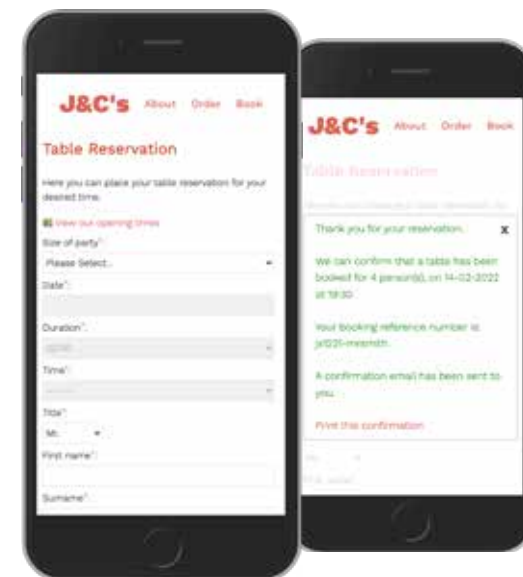 J&C's About Order Book
Table Reservation
Here you can place your table reservation for your
desired time.
View our opening times
Size of party*:
Please Select...
Date*:
Duration*:
Time*:
Title*:
Mr.
First name*:
Surname*:
J&C's About Order Book
Table Reservation
Thank you for your reservation. X
We can confirm that a table has been
booked for 4 person(s), on 14-02-2022
at 19:30.
Your booking reference number is:
A confirmation email has been sent to
you.
Print this confirmation